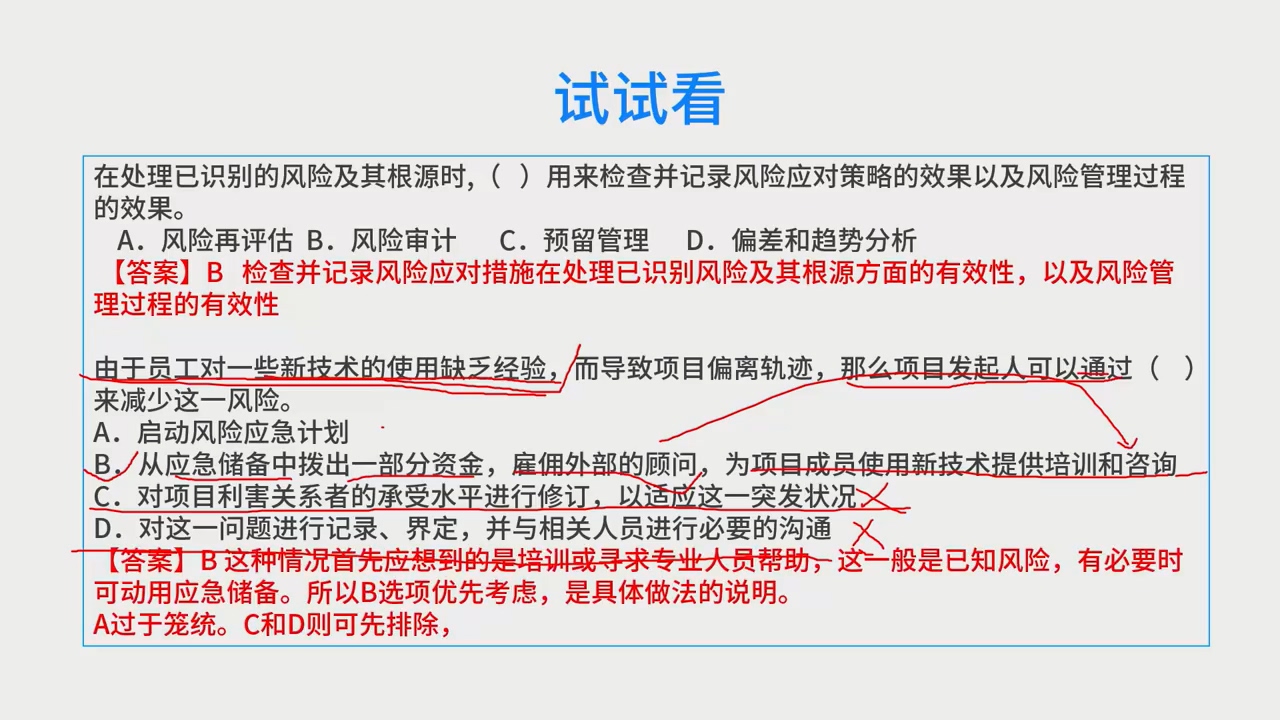 试试看
在处理已识别的风险及其根源时,（ ）用来检查并记录风险应对策略的效果以及风险管理过程
的效果。
A．风险再评估 B．风险审计 C．预留管理 D．偏差和趋势分析
【答案】B 检查并记录风险应对措施在处理已识别风险及其根源方面的有效性，以及风险管
理过程的有效性
由于员工对一些新技术的使用缺乏经验，而导致项目偏离轨迹，那么项目发起人可以通过（ ）
来减少这一风险。
A．启动风险应急计划
B．从应急储备中拨出一部分资金，雇佣外部的顾问，为项目成员使用新技术提供培训和咨询
C．对项目利害关系者的承受水平进行修订，以适应这一突发状况
D．对这一问题进行记录、界定，并与相关人员进行必要的沟通
【答案】B 这种情况首先应想到的是培训或寻求专业人员帮助，这一般是已知风险，有必要时
可动用应急储备。所以B选项优先考虑，是具体做法的说明。
A过于笼统。C和D则可先排除，